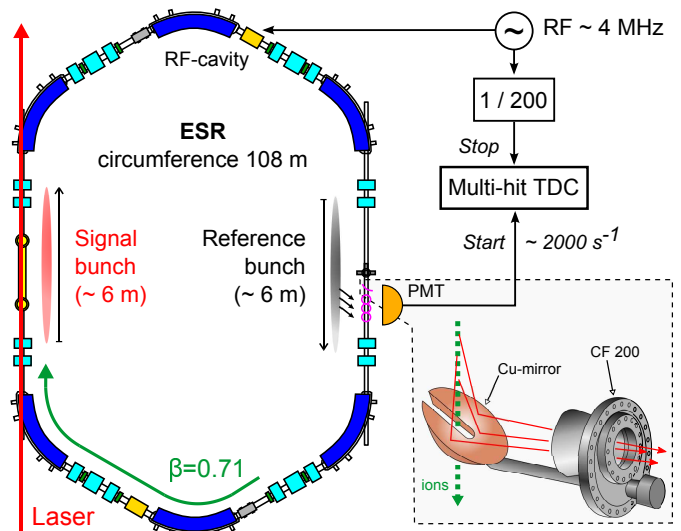 RF ~ 4 MHz
RF-cavity
1 / 200
ESR
circumference 108 m
Stop
Multi-hit TDC
Signal
bunch
(~ 6 m)
Reference
bunch
(~ 6 m)
Start
~ 2000 s⁻¹
PMT
CF 200
Cu-mirror
β=0.71
ions
Laser